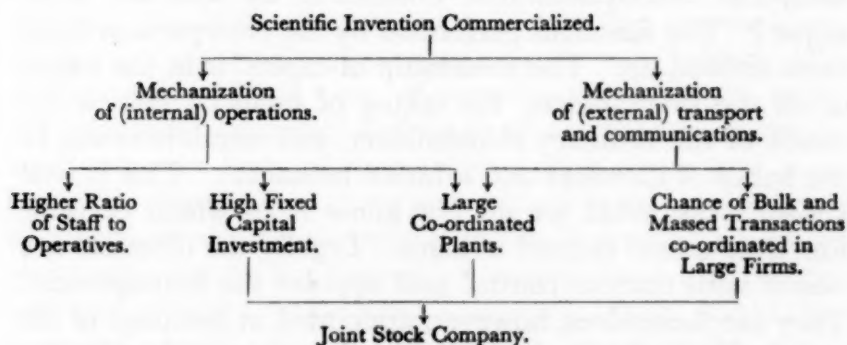 Scientific Invention Commercialized.
Mechanization
of (internal) operations.
Mechanization
of (external) transport
and communications.
Higher Ratio
of Staff to
Operatives.
High Fixed
Capital
Investment.
Large
Co-ordinated
Plants.
Chance of Bulk and
Massed Transactions
co-ordinated in
Large Firms.
Joint Stock Company.